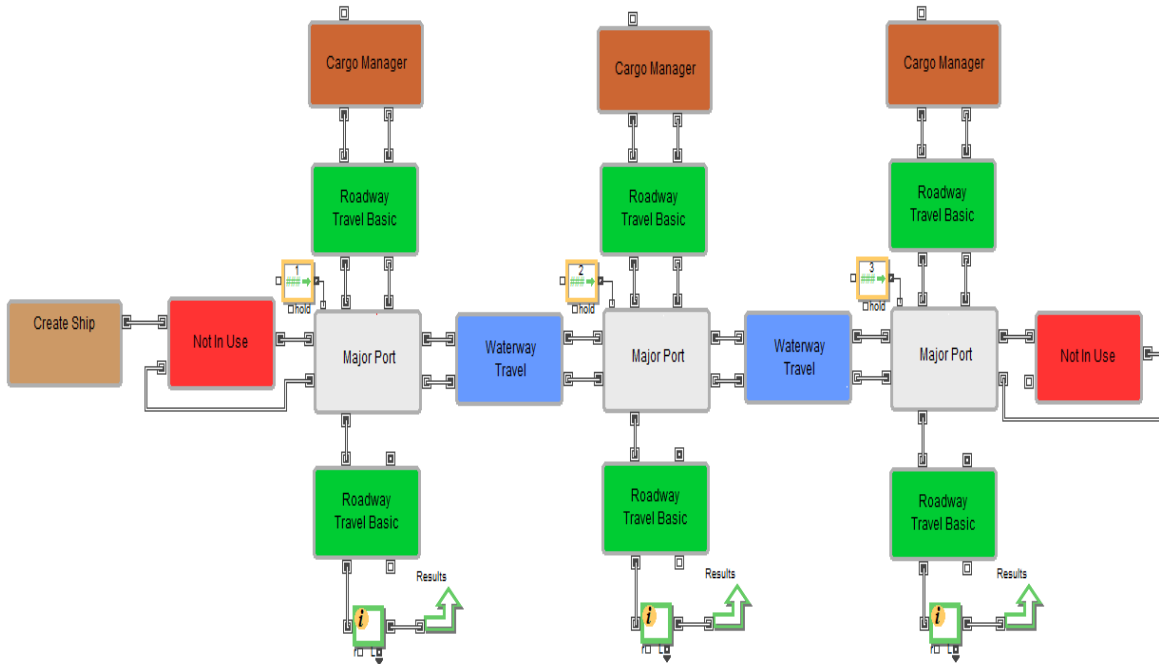 Cargo Manager
Cargo Manager
Cargo Manager
Roadway
Travel Basic
Roadway
Travel Basic
Roadway
Travel Basic
1
hold
2
hold
3
hold
Create Ship
Not In Use
Major Port
Waterway
Travel
Major Port
Waterway
Travel
Major Port
Not In Use
Roadway
Travel Basic
Roadway
Travel Basic
Roadway
Travel Basic
Results
Results
Results
i
i
i
r L
r L
r L